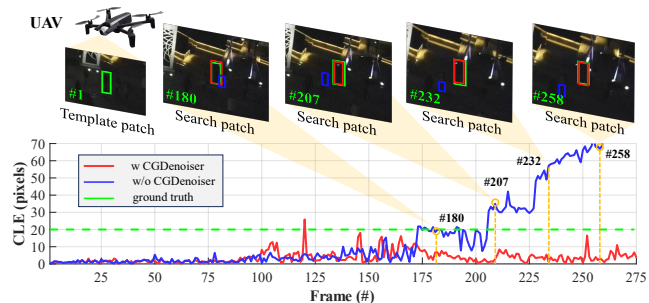 UAV
#1
#180
#207
#232
#258
Template patch
Search patch
Search patch
Search patch
Search patch
CLE (pixels)
70
60
50
40
30
20
10
0
w CGDenoiser
w/o CGDenoiser
ground truth
#180
#207
#232
#258
25 50 75 100 125 150 175 200 225 250 275
Frame (#)